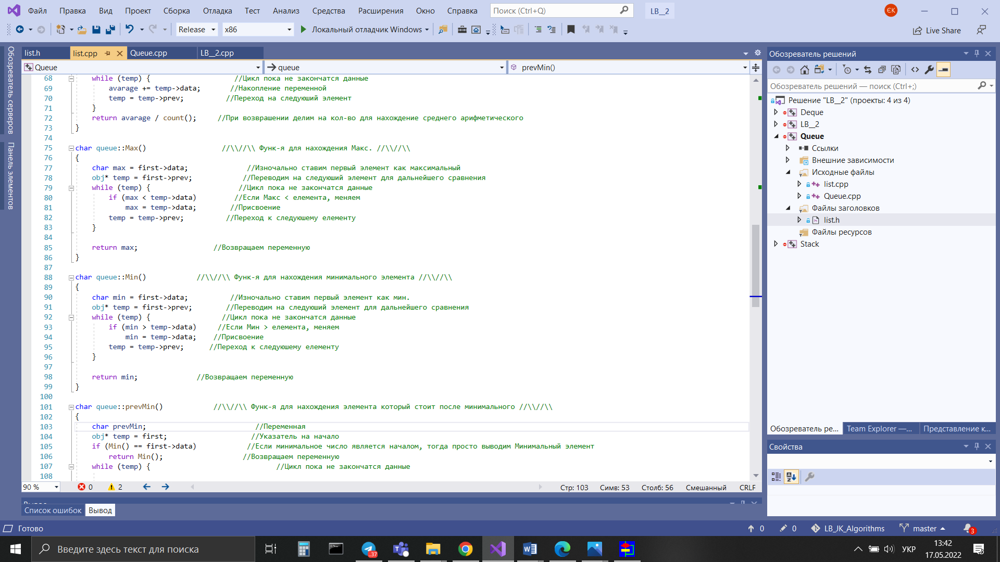 Файл Правка Вид Проект Сборка Отладка Тест Анализ Средства Расширения Окно Справка Поиск (Ctrl+Q) LB__2 ЄК
Release x86 Локальный отладчик Windows Live Share
Обозреватель серверов
Панель элементов
list.h list.cpp Queue.cpp LB__2.cpp
Queue queue prevMin()
68 while (temp) { //Цикл пока не закончатся данные
69 avarage += temp->data; //Накопление переменной
70 temp = temp->prev; //Переход на следуюший элемент
71 }
72 return avarage / count(); //При возврашении делим на кол-во для нахождение среднего арифметического
73 }
74
75 char queue::Max() //\\//\\ Функ-я для нахождения Макс. //\\//\\
76 {
77 char max = first->data; //Изночально ставим первый элемент как максимальный
78 obj* temp = first->prev; //Переводим на следуюший элемент для дальнейшего сравнения
79 while (temp) { //Цикл пока не закончатся данные
80 if (max < temp->data) //Если Макс < елемента, меняем
81 max = temp->data; //Присвоение
82 temp = temp->prev; //Переход к следуюшему елементу
83 }
84
85 return max; //Возвращаем переменную
86 }
87
88 char queue::Min() //\\//\\ Функ-я для нахождения минимального элемента //\\//\\
89 {
90 char min = first->data; //Изночально ставим первый элемент как мин.
91 obj* temp = first->prev; //Переводим на следуюший элемент для дальнейшего сравнения
92 while (temp) { //Цикл пока не закончатся данные
93 if (min > temp->data) //Если Мин > елемента, меняем
94 min = temp->data; //Присвоение
95 temp = temp->prev; //Переход к следуюшему елементу
96 }
97
98 return min; //Возвращаем переменную
99 }
100
101 char queue::prevMin() //\\//\\ Функ-я для нахождения элемента который стоит после минимального //\\//\\
102 {
103 char prevMin; //Переменная
104 obj* temp = first; //Указатель на начало
105 if (Min() == first->data) //Если минимальное число является началом, тогда просто выводим Минимальный элемент
106 return Min(); //Возвращаем переменную
107 while (temp) { //Цикл пока не закончатся данные
108
90 % 0 2 Стр: 103 Симв: 53 Столб: 56 Смешанный CRLF
Список ошибок Вывод
Обозреватель решений
Обозреватель решений — поиск (Ctrl+;)
Решение "LB__2" (проекты: 4 из 4)
Deque
LB__2
Queue
Ссылки
Внешние зависимости
Исходные файлы
list.cpp
Queue.cpp
Файлы заголовков
list.h
Файлы ресурсов
Stack
Обозреватель ре... Team Explorer —... Представление к...
Свойства
Готово 0 0 LB_JK_Algorithms master 3
Введите здесь текст для поиска ..37 УКР 13:42
17.05.2022